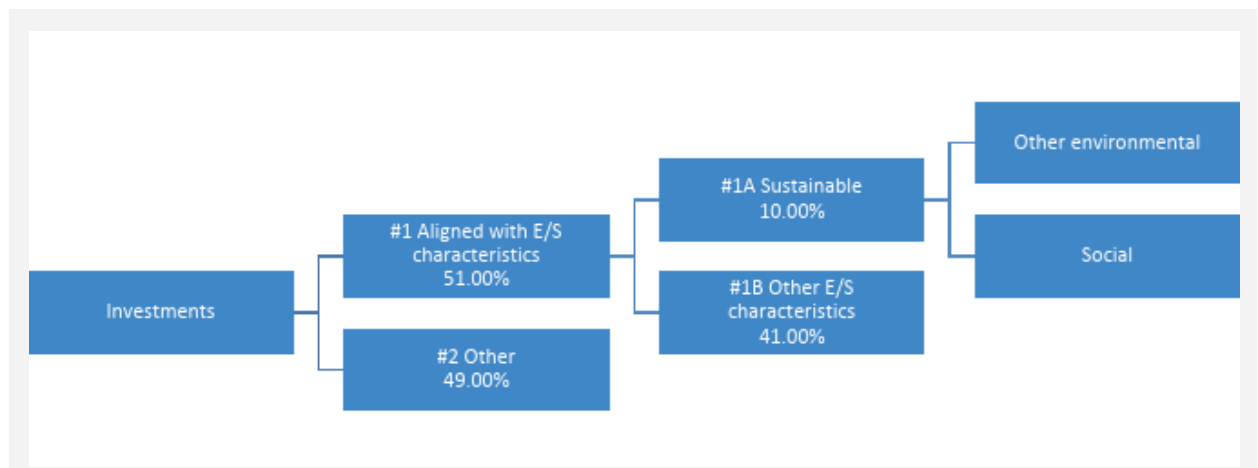 Investments
#1 Aligned with E/S
characteristics
51.00%
#2 Other
49.00%
#1A Sustainable
10.00%
#1B Other E/S
characteristics
41.00%
Other environmental
Social